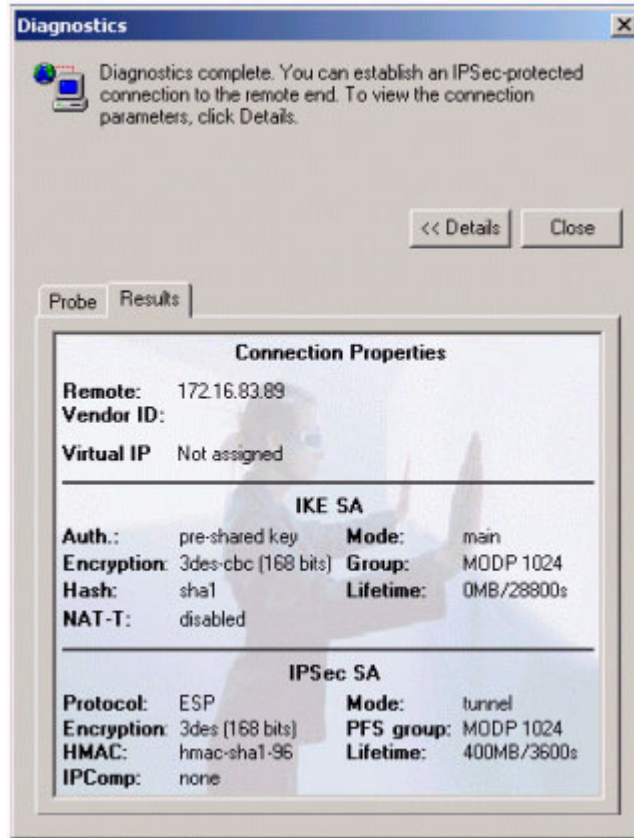 Diagnostics
Diagnostics complete. You can establish an IPSec-protected
connection to the remote end. To view the connection
parameters, click Details.
<< Details Close
Probe Results
Connection Properties
Remote: 172.16.83.89
Vendor ID:
Virtual IP Not assigned
IKE SA
Auth.: pre-shared key Mode: main
Encryption: 3des-cbc (168 bits) Group: MODP 1024
Hash: sha1 Lifetime: 0MB/28800s
NAT-T: disabled
IPSec SA
Protocol: ESP Mode: tunnel
Encryption: 3des (168 bits) PFS group: MODP 1024
HMAC: hmac-sha1-96 Lifetime: 400MB/3600s
IPComp: none